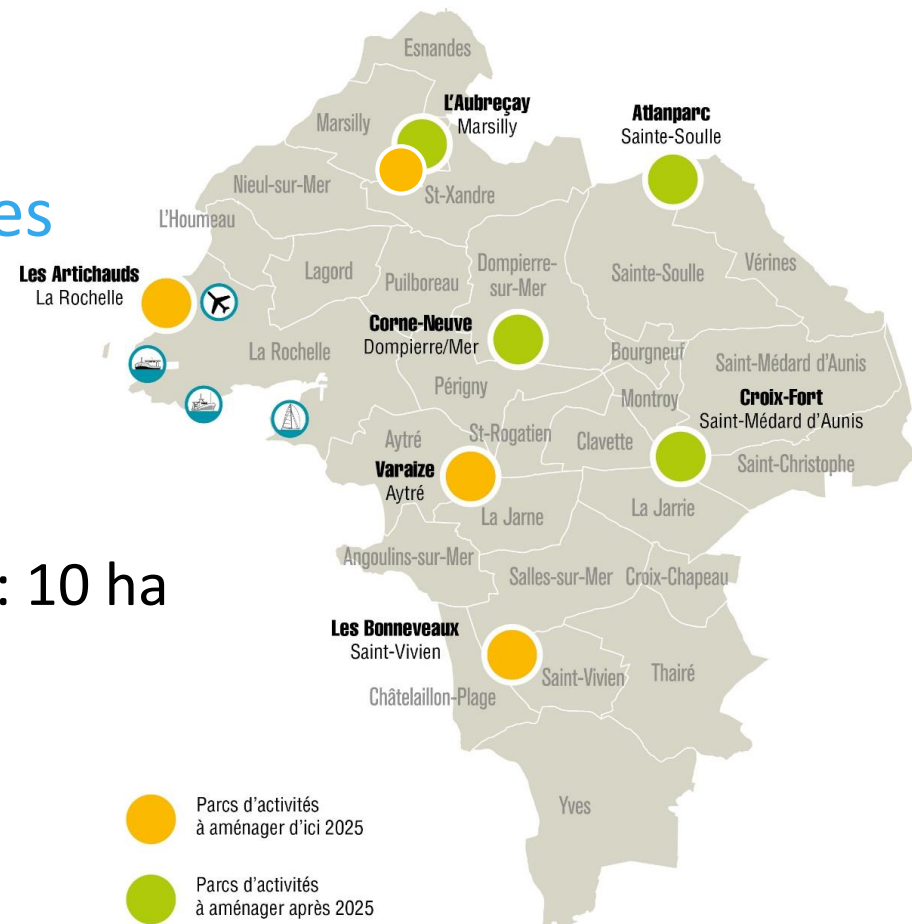 Esnandes
L'Aubreçay
Marsilly
Marsilly
Atlanparc
Sainte-Soulle
Nieul-sur-Mer
St-Xandre
es
L'Houmeau
Les Artichauds
La Rochelle
Lagord
Puilboreau
Dompierre-
sur-Mer
Sainte-Soulle
Vérines
Corne-Neuve
Dompierre/Mer
La Rochelle
Bourgneuf
Saint-Médard d'Aunis
Périgny
Montroy
Croix-Fort
Saint-Médard d'Aunis
Aytré
St-Rogatien
Clavette
Saint-Christophe
Varaize
Aytré
La Jarne
La Jarrie
Angoulins-sur-Mer
Salles-sur-Mer
Croix-Chapeau
: 10 ha
Les Bonneveaux
Saint-Vivien
Saint-Vivien
Thairé
Châtelaillon-Plage
Yves
Parcs d'activités
à aménager d'ici 2025
Parcs d'activités
à aménager après 2025